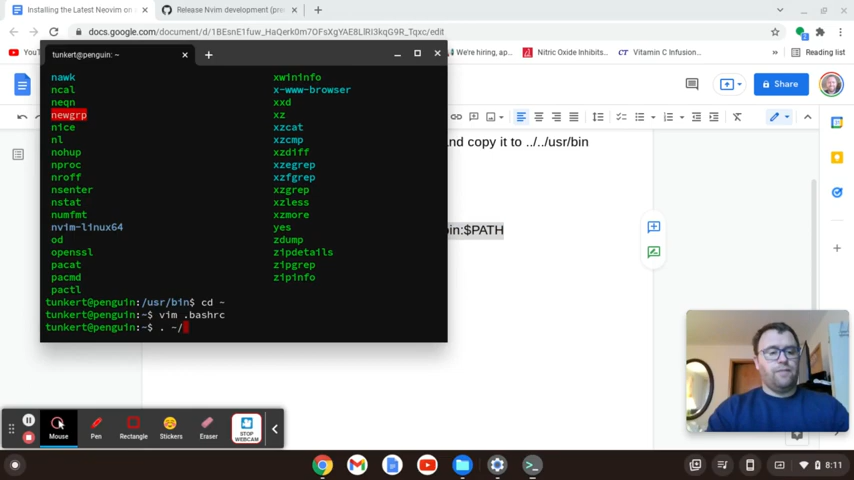 Installing the Latest Neovim on
Release Nvim development (pre
docs.google.com/document/d/1BEsnE1fuw_HaQerk0m7OFsXgYAE8LlRI3kqG9R_Tqxc/edit
tunkert@penguin: ~
We're hiring, ap...
Nitric Oxide Inhibits...
CT Vitamin C Infusion...
Reading list
Share
nawk xwininfo
ncal x-www-browser
neqn xxd
newgrp xz
nice xzcat
nl xzcmp
nohup xzdiff
nproc xzegrep
nroff xzfgrep
nsenter xzgrep
nstat xzless
numfmt xzmore
nvim-linux64 yes
od zdump
openssl zipdetails
pacat zipgrep
pacmd zipinfo
pactl
tunkert@penguin:/usr/bin$ cd ~
tunkert@penguin:~$ vim .bashrc
tunkert@penguin:~$ . ~/
and copy it to ../../usr/bin
bin:$PATH
Mouse
Pen
Rectangle
Stickers
Eraser
STOP
WEBCAM
8:11